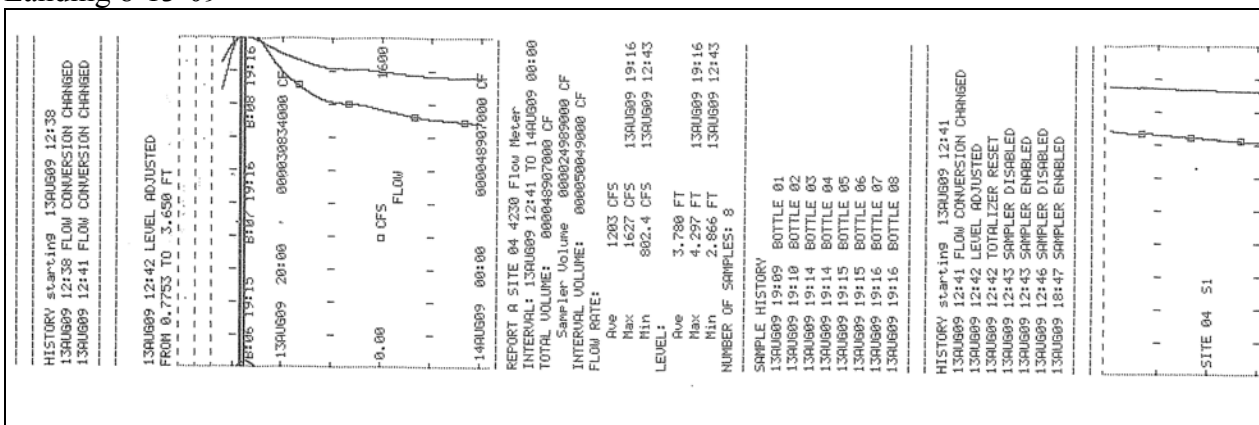 Landing 8-13-09
HISTORY starting 13AUG09 12:38
13AUG09 12:38 FLOW CONVERSION CHANGED
13AUG09 12:41 FLOW CONVERSION CHANGED
13AUG09 12:42 LEVEL ADJUSTED
FROM 0.7753 TO 3.650 FT
B:06 19:15 B:07 19:16 B:08 19:16
13AUG09 20:00 , 000030834000 CF
0.00 CFS 1600
FLOW
14AUG09 00:00 000048907000 CF
REPORT A SITE 04 4230 Flow Meter
INTERVAL: 13AUG09 12:41 TO 14AUG09 00:00
TOTAL VOLUME: 000048907000 CF
Sampler Volume 000024989000 CF
INTERVAL VOLUME: 000050049000 CF
FLOW RATE:
Ave 1203 CFS
Max 1627 CFS 13AUG09 19:16
Min 802.4 CFS 13AUG09 12:43
LEVEL:
Ave 3.780 FT
Max 4.297 FT 13AUG09 19:16
Min 2.866 FT 13AUG09 12:43
NUMBER OF SAMPLES: 8
SAMPLE HISTORY
13AUG09 19:09 BOTTLE 01
13AUG09 19:10 BOTTLE 02
13AUG09 19:14 BOTTLE 03
13AUG09 19:14 BOTTLE 04
13AUG09 19:15 BOTTLE 05
13AUG09 19:15 BOTTLE 06
13AUG09 19:16 BOTTLE 07
13AUG09 19:16 BOTTLE 08
HISTORY starting 13AUG09 12:41
13AUG09 12:41 FLOW CONVERSION CHANGED
13AUG09 12:42 LEVEL ADJUSTED
13AUG09 12:42 TOTALIZER RESET
13AUG09 12:43 SAMPLER DISABLED
13AUG09 12:43 SAMPLER ENABLED
13AUG09 12:46 SAMPLER DISABLED
13AUG09 18:47 SAMPLER ENABLED
SITE 04 S1